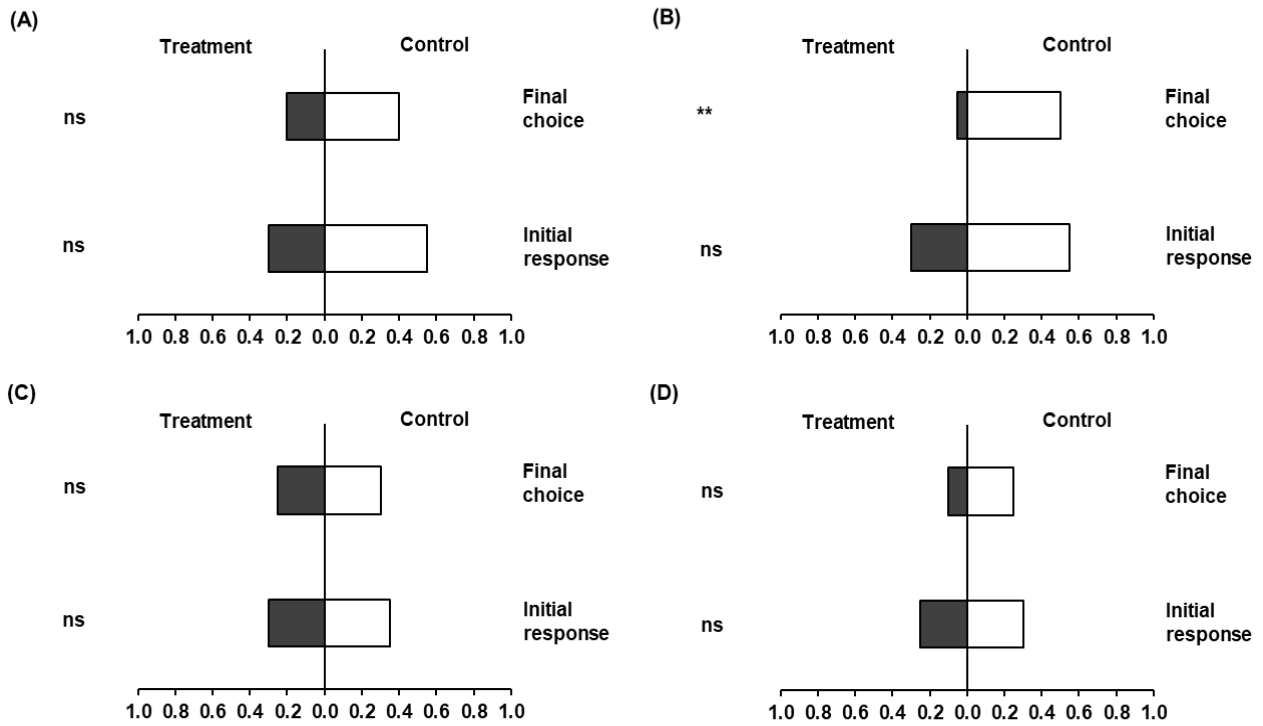 (A)
Treatment Control
Final
choice
ns
Initial
response
ns
1.0 0.8 0.6 0.4 0.2 0.0 0.2 0.4 0.6 0.8 1.0
(B)
Treatment Control
Final
choice
**
Initial
response
ns
1.0 0.8 0.6 0.4 0.2 0.0 0.2 0.4 0.6 0.8 1.0
(C)
Treatment Control
Final
choice
ns
Initial
response
ns
1.0 0.8 0.6 0.4 0.2 0.0 0.2 0.4 0.6 0.8 1.0
(D)
Treatment Control
Final
choice
ns
Initial
response
ns
1.0 0.8 0.6 0.4 0.2 0.0 0.2 0.4 0.6 0.8 1.0